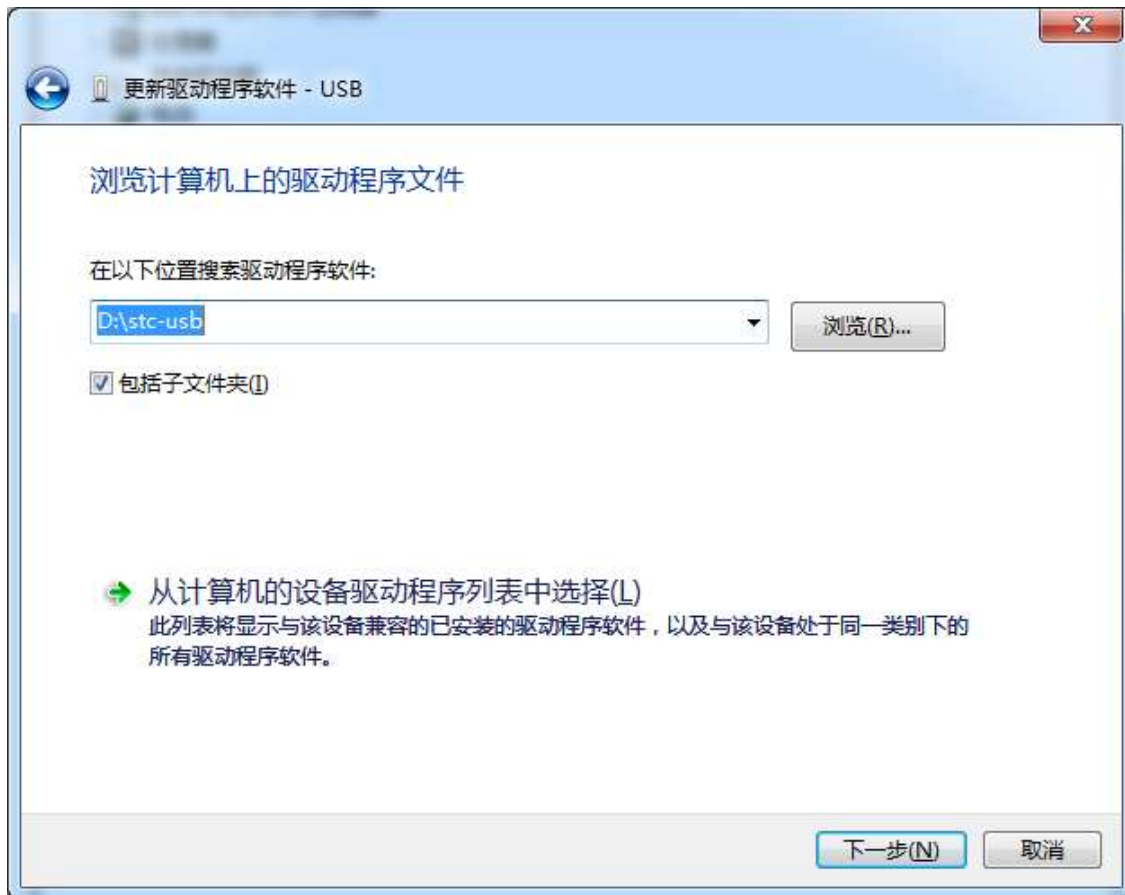 更新驱动程序软件 - USB
浏览计算机上的驱动程序文件
在以下位置搜索驱动程序软件:
D:\stc-usb
浏览(R)...
包括子文件夹(I)
从计算机的设备驱动程序列表中选择(L)
此列表将显示与该设备兼容的已安装的驱动程序软件，以及与该设备处于同一类别下的
所有驱动程序软件。
下一步(N)
取消